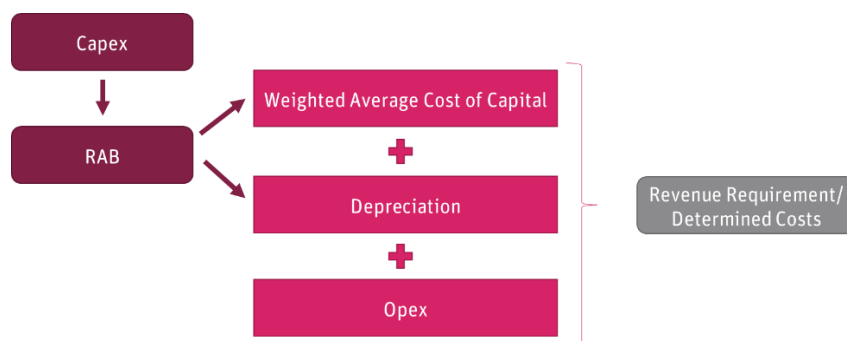 Capex
RAB
Weighted Average Cost of Capital
+
Depreciation
+
Opex
Revenue Requirement/
Determined Costs